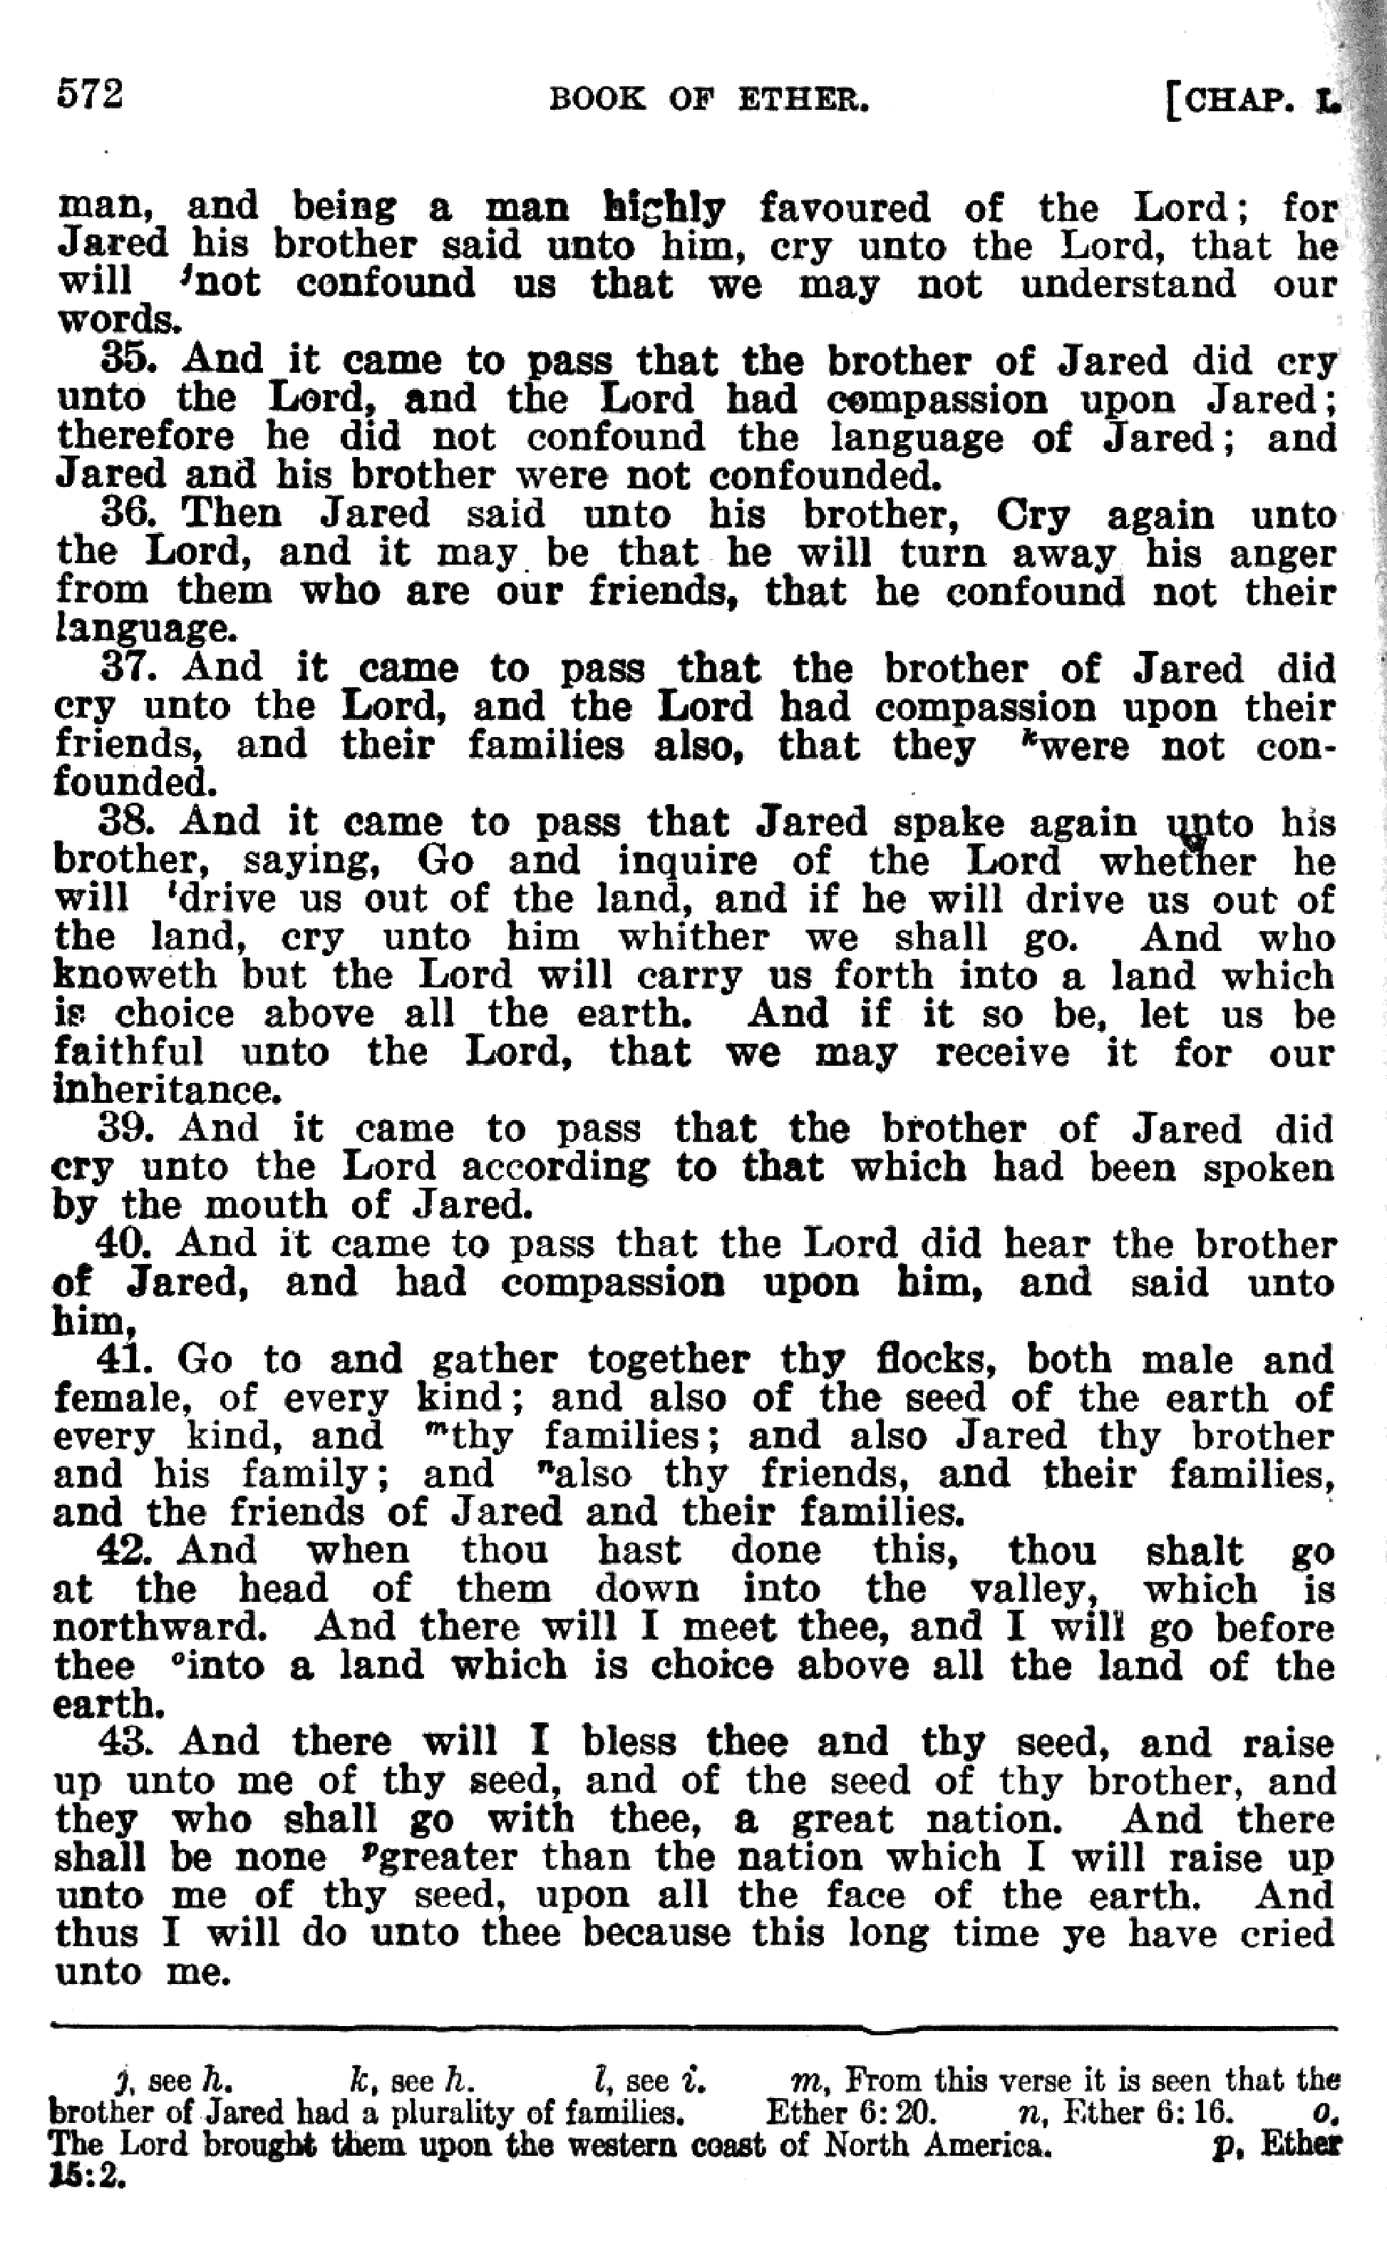 572 BOOK OF ETHER. [CHAP. I.
man, and being a man highly favoured of the Lord; for
Jared his brother said unto him, cry unto the Lord, that he
will ʲnot confound us that we may not understand our
words.
35. And it came to pass that the brother of Jared did cry
unto the Lord, and the Lord had compassion upon Jared;
therefore he did not confound the language of Jared; and
Jared and his brother were not confounded.
36. Then Jared said unto his brother, Cry again unto
the Lord, and it may be that he will turn away his anger
from them who are our friends, that he confound not their
language.
37. And it came to pass that the brother of Jared did
cry unto the Lord, and the Lord had compassion upon their
friends, and their families also, that they ᵏwere not con-
founded.
38. And it came to pass that Jared spake again unto his
brother, saying, Go and inquire of the Lord whether he
will ˡdrive us out of the land, and if he will drive us out of
the land, cry unto him whither we shall go. And who
knoweth but the Lord will carry us forth into a land which
is choice above all the earth. And if it so be, let us be
faithful unto the Lord, that we may receive it for our
inheritance.
39. And it came to pass that the brother of Jared did
cry unto the Lord according to that which had been spoken
by the mouth of Jared.
40. And it came to pass that the Lord did hear the brother
of Jared, and had compassion upon him, and said unto
him,
41. Go to and gather together thy flocks, both male and
female, of every kind; and also of the seed of the earth of
every kind, and ᵐthy families; and also Jared thy brother
and his family; and ⁿalso thy friends, and their families,
and the friends of Jared and their families.
42. And when thou hast done this, thou shalt go
at the head of them down into the valley, which is
northward. And there will I meet thee, and I will go before
thee ᵒinto a land which is choice above all the land of the
earth.
43. And there will I bless thee and thy seed, and raise
up unto me of thy seed, and of the seed of thy brother, and
they who shall go with thee, a great nation. And there
shall be none ᵖgreater than the nation which I will raise up
unto me of thy seed, upon all the face of the earth. And
thus I will do unto thee because this long time ye have cried
unto me.
j, see h. k, see h. l, see i. m, From this verse it is seen that the
brother of Jared had a plurality of families. Ether 6: 20. n, Ether 6: 16. o,
The Lord brought them upon the western coast of North America. p, Ether
15: 2.